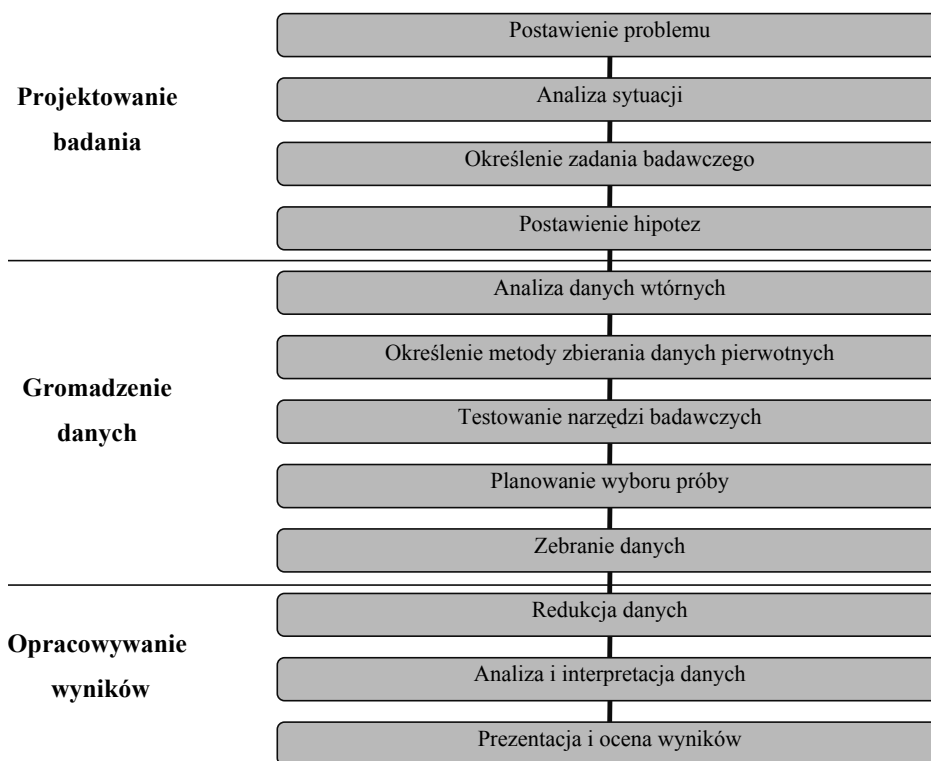 Postawienie problemu
Projektowanie
badania
Analiza sytuacji
Określenie zadania badawczego
Postawienie hipotez
Analiza danych wtórnych
Określenie metody zbierania danych pierwotnych
Gromadzenie
danych
Testowanie narzędzi badawczych
Planowanie wyboru próby
Zebranie danych
Redukcja danych
Opracowywanie
wyników
Analiza i interpretacja danych
Prezentacja i ocena wyników